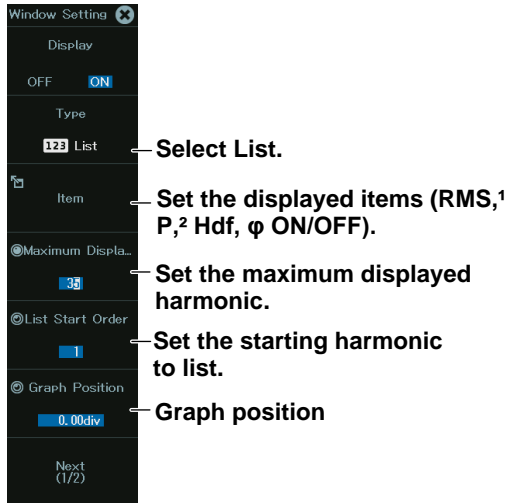 Window Setting
Display
OFF ON
Type
123 List
Select List.
Item
Set the displayed items (RMS,¹
P,² Hdf, φ ON/OFF).
Maximum Displa...
35
Set the maximum displayed
harmonic.
List Start Order
1
Set the starting harmonic
to list.
Graph Position
0.00div
Graph position
Next
(1/2)